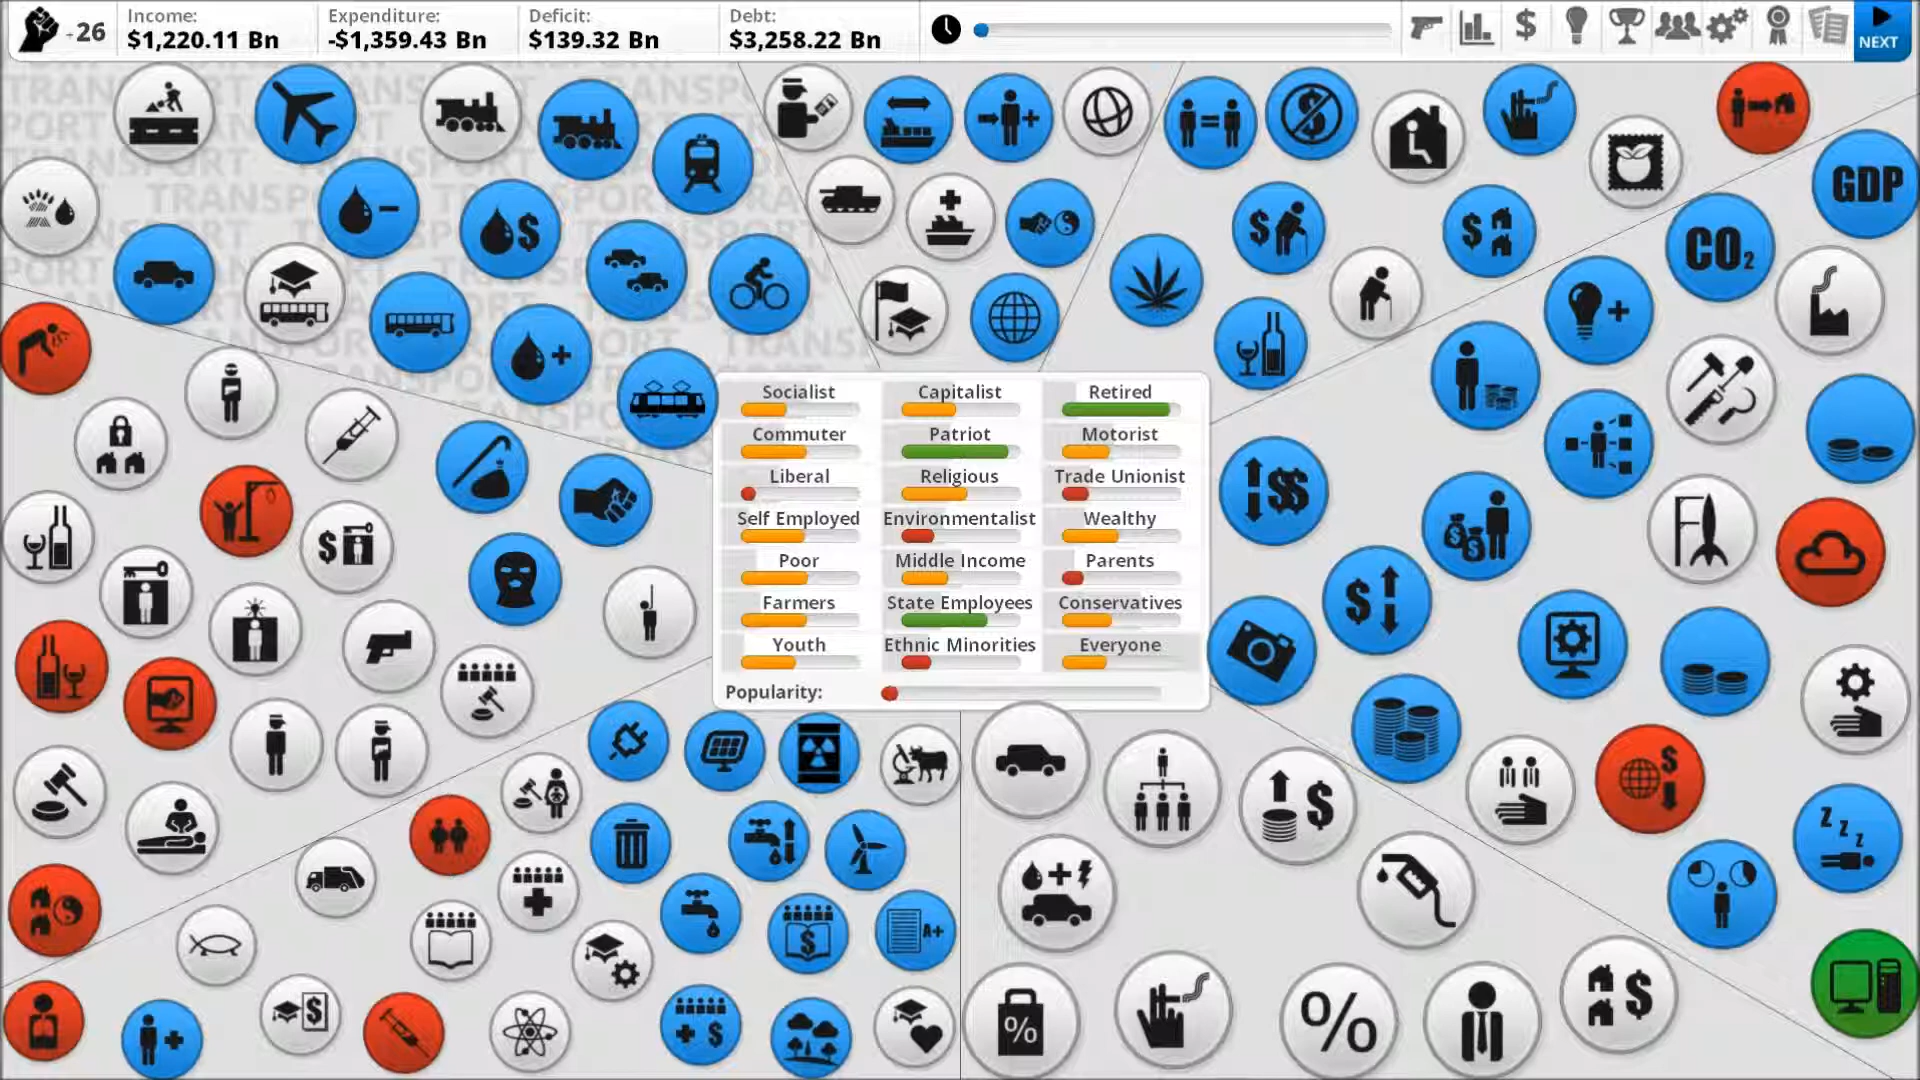 Income:
Expenditure:
Deficit:
Debt:
+26
$1,220.11 Bn
-$1,359.43 Bn
$139.32 Bn
$3,258.22 Bn
NEXT
TRANSPORT
GDP
CO₂
Socialist
Capitalist
Retired
Commuter
Patriot
Motorist
Liberal
Religious
Trade Unionist
Self Employed
Environmentalist
Wealthy
Poor
Middle Income
Parents
Farmers
State Employees
Conservatives
Youth
Ethnic Minorities
Everyone
Popularity:
A+
Z z z
%
%